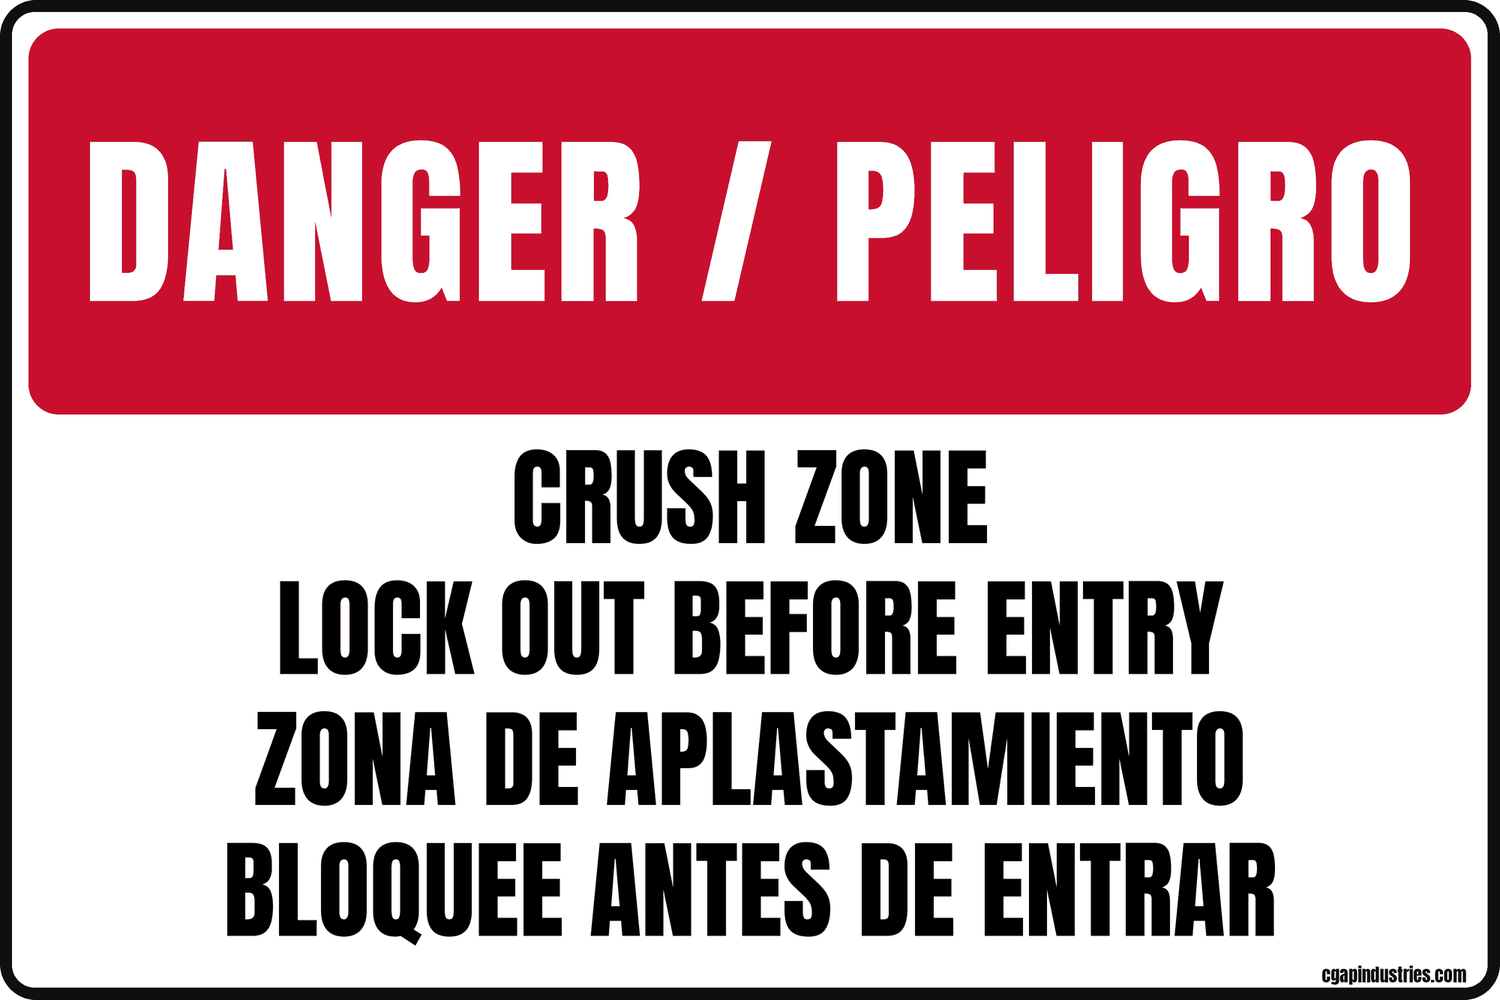 DANGER / PELIGRO
CRUSH ZONE
LOCK OUT BEFORE ENTRY
ZONA DE APLASTAMIENTO
BLOQUEE ANTES DE ENTRAR
cgapindustries.com